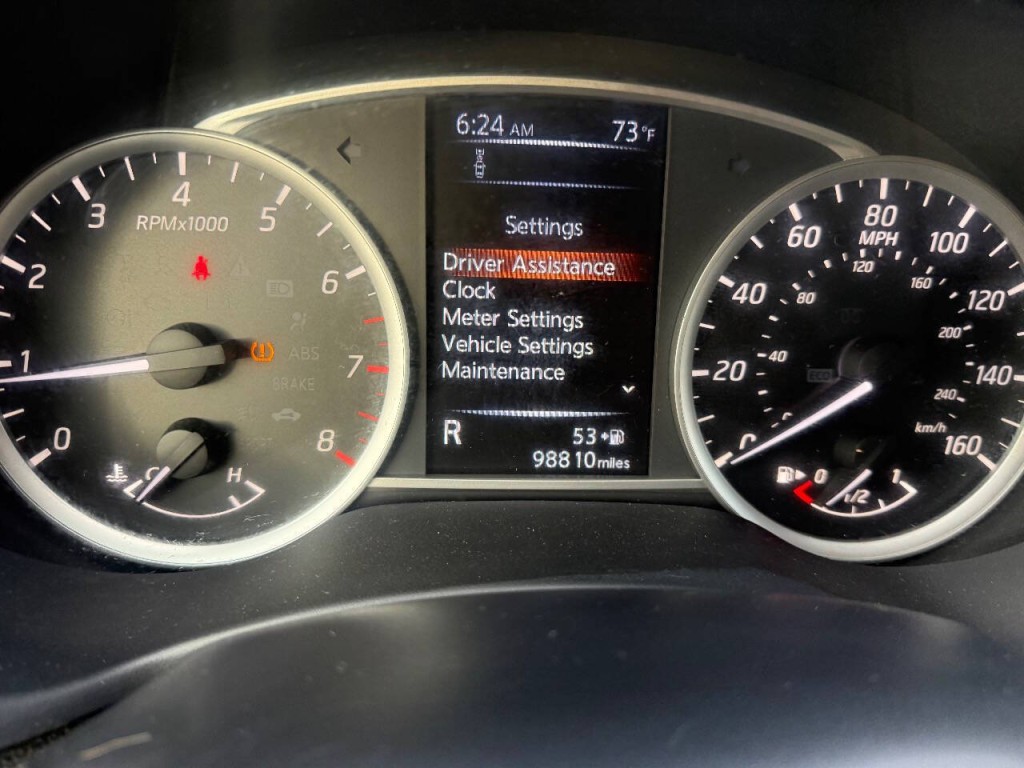 6:24 AM 73°F
Settings
Driver Assistance
Clock
Meter Settings
Vehicle Settings
Maintenance
R 53
98810 miles
0 1 2 3 4 5 6 7 8
RPMx1000
ABS
BRAKE
C H
0 20 40 60 80 100 120 140 160
MPH
40 80 120 160 200 240
km/h
0 1/2 1